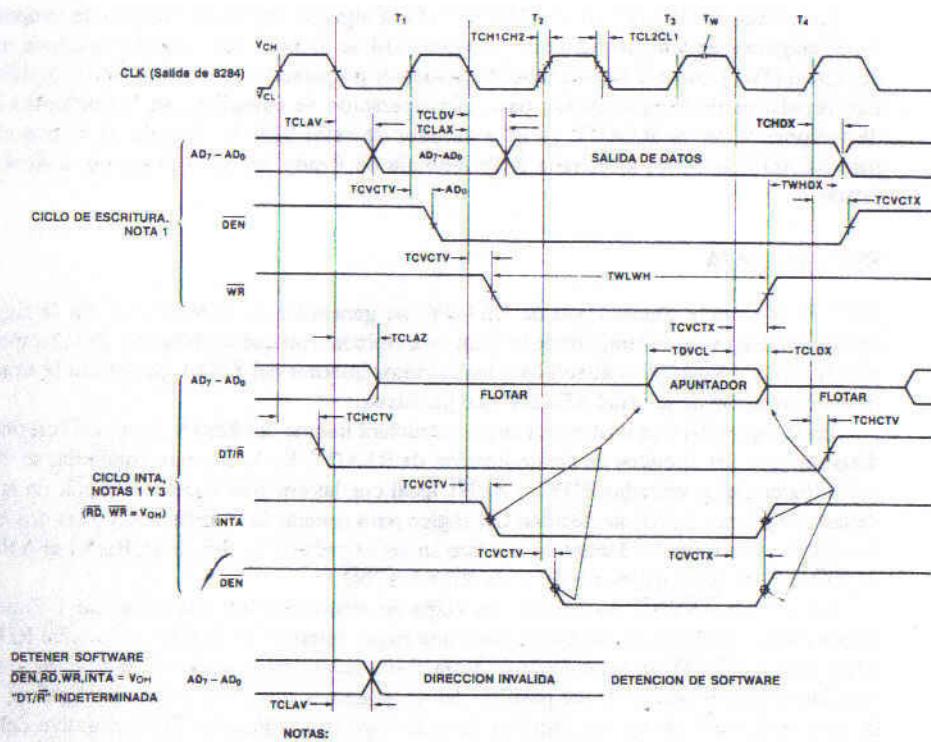 T1 T2 T3 TW T4
TCH1CH2 TCL2CL1
VCH
CLK (Salida de 8284)
VCL
TCLAV TCLDV TCHDX
TCLAX
AD7-AD0 AD7-AD0 SALIDA DE DATOS
TCVCTV AD0 TWHDX TCVCTX
CICLO DE ESCRITURA.
NOTA 1
DEN
TCVCTV TWLWH
WR
TCVCTX
TCLAZ TDVCL TCLDX
AD7-AD0 FLOTAR APUNTADOR FLOTAR
TCHCTV TCHCTV
DT/R
CICLO INTA,
NOTAS 1 Y 3
(RD, WR = VOH)
TCVCTV
INTA
TCVCTV TCVCTX
DEN
DETENER SOFTWARE
DEN,RD,WR,INTA = VOH
"DT/R" INDETERMINADA
AD7-AD0 DIRECCION INVALIDA DETENCION DE SOFTWARE
TCLAV
NOTAS: